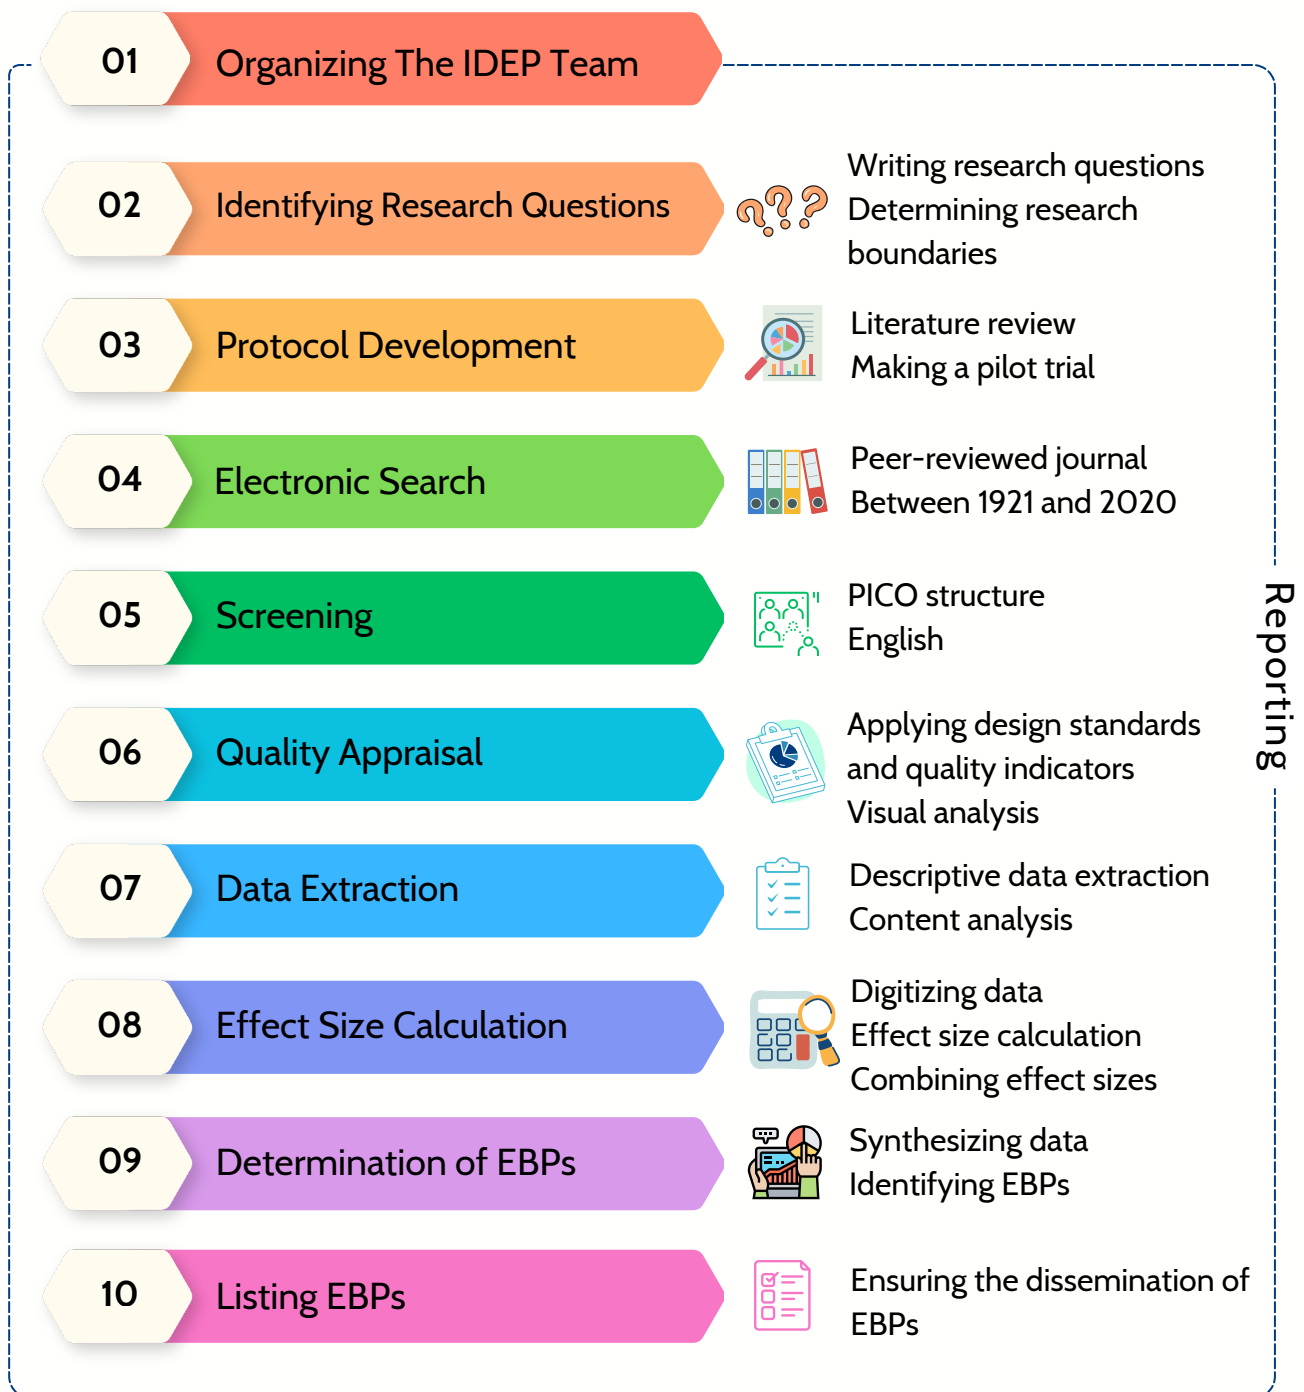 01
Organizing The IDEP Team
02
Identifying Research Questions
Writing research questions
Determining research
boundaries
03
Protocol Development
Literature review
Making a pilot trial
04
Electronic Search
Peer-reviewed journal
Between 1921 and 2020
05
Screening
PICO structure
English
06
Quality Appraisal
Applying design standards
and quality indicators
Visual analysis
07
Data Extraction
Descriptive data extraction
Content analysis
08
Effect Size Calculation
Digitizing data
Effect size calculation
Combining effect sizes
09
Determination of EBPs
Synthesizing data
Identifying EBPs
10
Listing EBPs
Ensuring the dissemination of
EBPs
Reporting